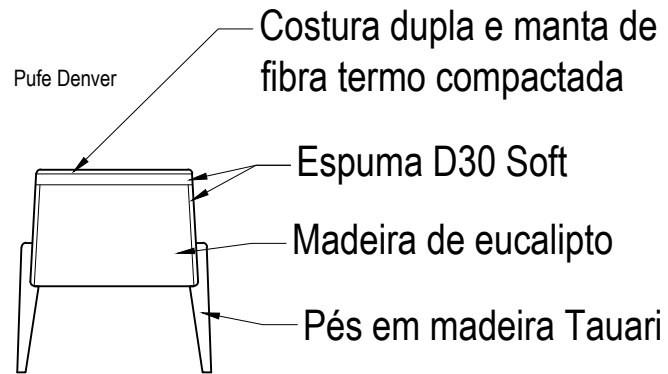 Costura dupla e manta de
fibra termo compactada
Pufe Denver
Espuma D30 Soft
Madeira de eucalipto
Pés em madeira Tauari